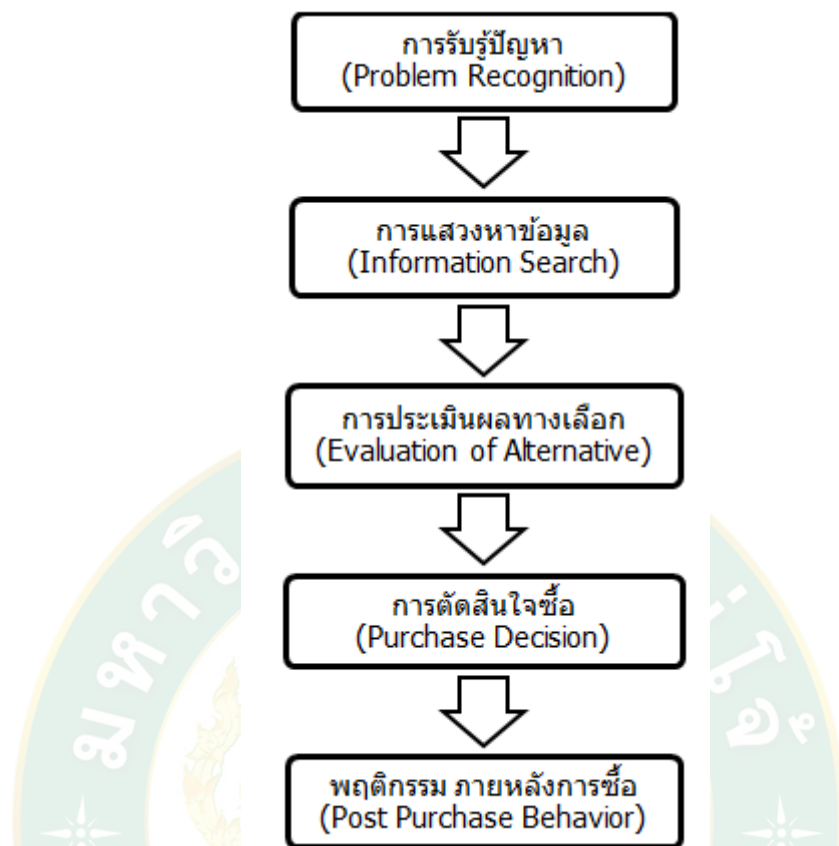 การรับรู้ปัญหา
(Problem Recognition)
การแสวงหาข้อมูล
(Information Search)
การประเมินผลทางเลือก
(Evaluation of Alternative)
การตัดสินใจซื้อ
(Purchase Decision)
พฤติกรรม ภายหลังการซื้อ
(Post Purchase Behavior)